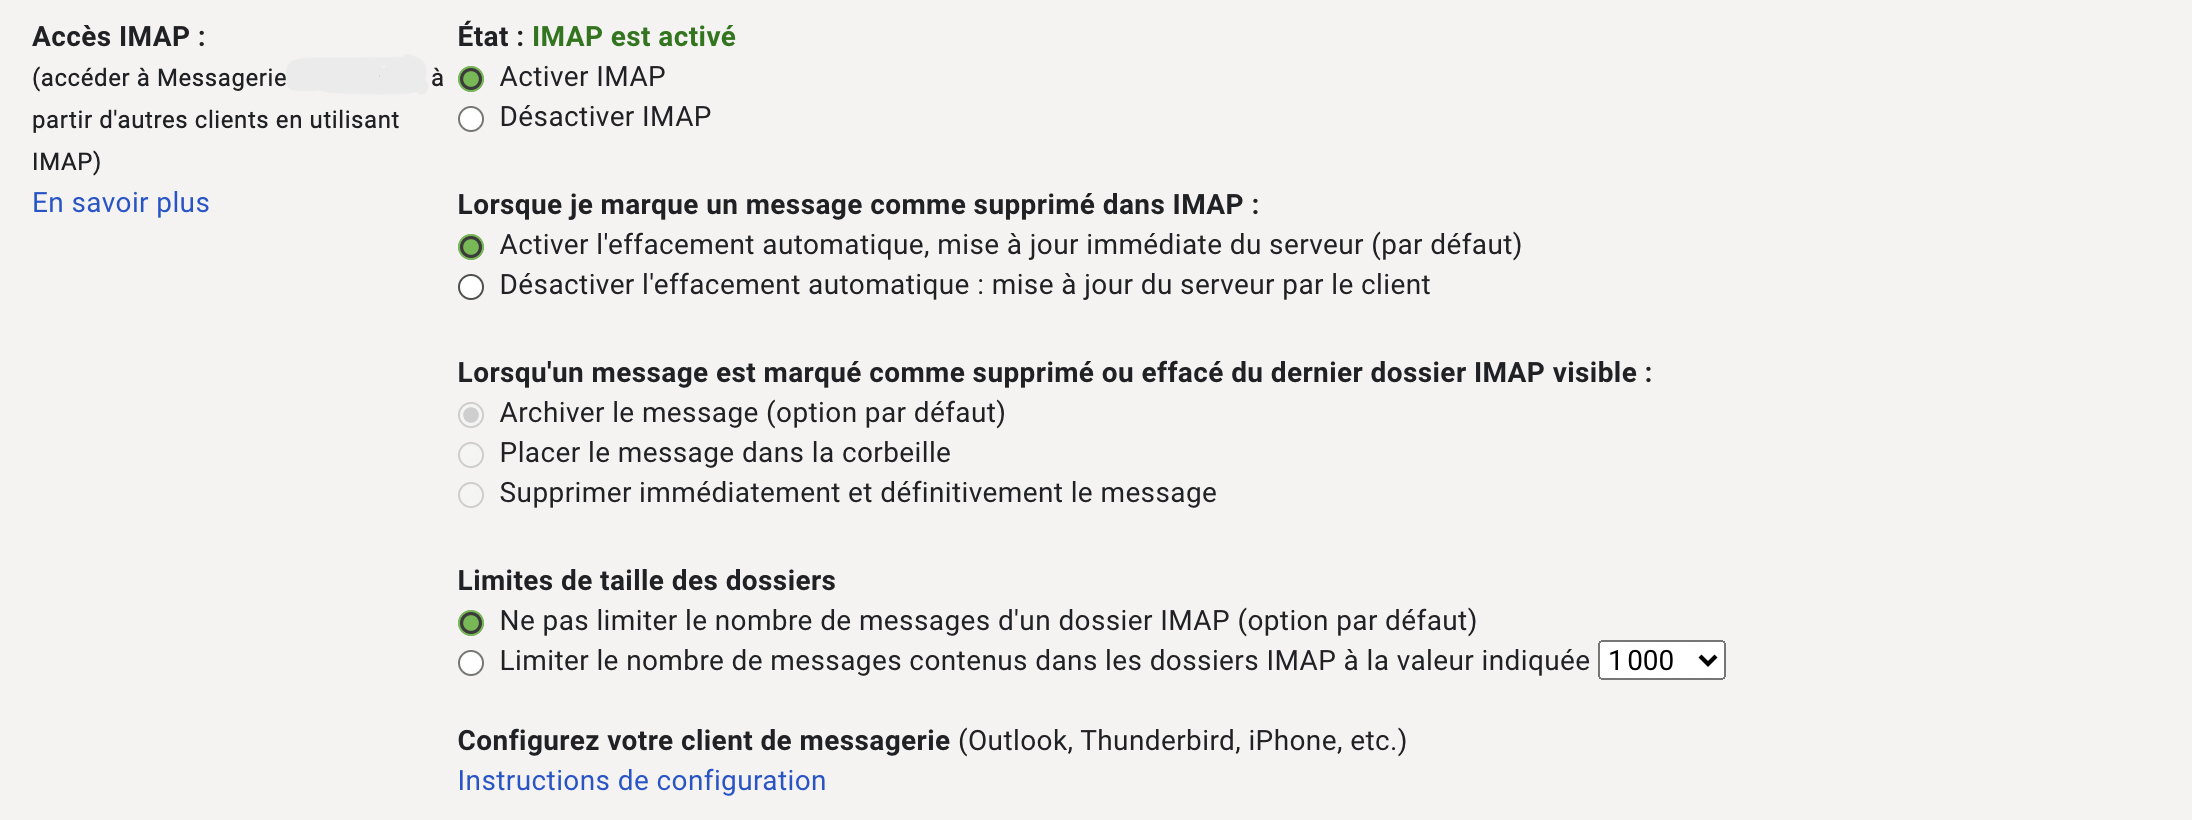 Accès IMAP :
(accéder à Messagerie à
partir d'autres clients en utilisant
IMAP)
En savoir plus
État : IMAP est activé
Activer IMAP
Désactiver IMAP
Lorsque je marque un message comme supprimé dans IMAP :
Activer l'effacement automatique, mise à jour immédiate du serveur (par défaut)
Désactiver l'effacement automatique : mise à jour du serveur par le client
Lorsqu'un message est marqué comme supprimé ou effacé du dernier dossier IMAP visible :
Archiver le message (option par défaut)
Placer le message dans la corbeille
Supprimer immédiatement et définitivement le message
Limites de taille des dossiers
Ne pas limiter le nombre de messages d'un dossier IMAP (option par défaut)
Limiter le nombre de messages contenus dans les dossiers IMAP à la valeur indiquée 1 000
Configurez votre client de messagerie (Outlook, Thunderbird, iPhone, etc.)
Instructions de configuration